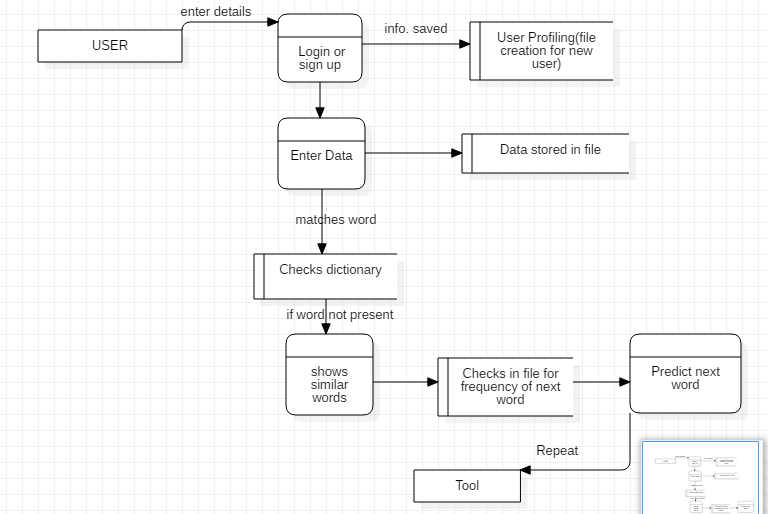 enter details
USER
Login or
sign up
info. saved
User Profiling(file
creation for new
user)
Enter Data
Data stored in file
matches word
Checks dictionary
if word not present
shows
similar
words
Checks in file for
frequency of next
word
Predict next
word
Repeat
Tool